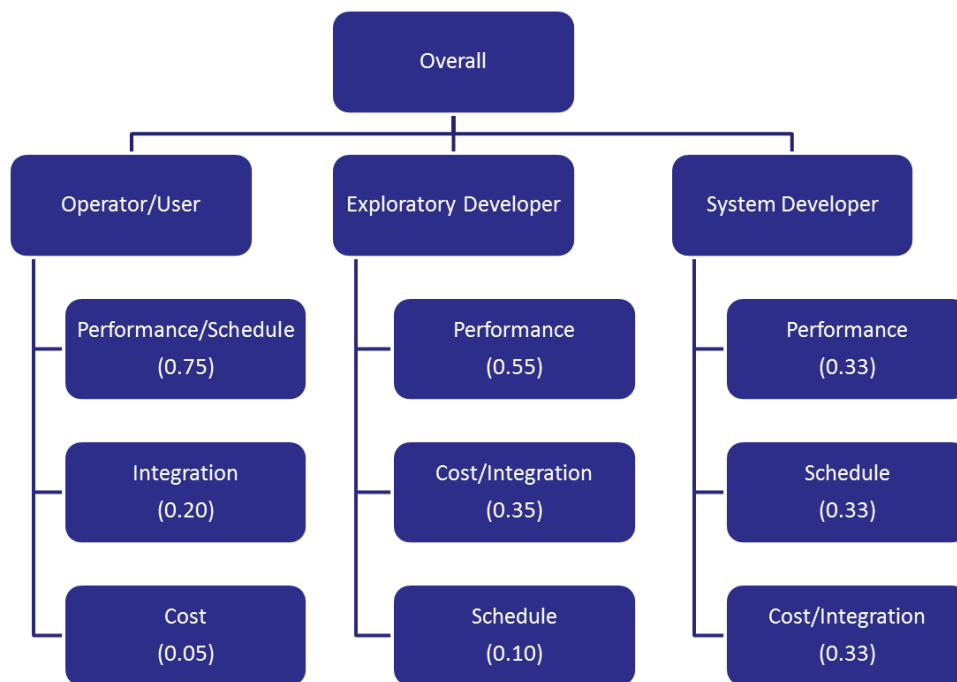 Overall
Operator/User
Exploratory Developer
System Developer
Performance/Schedule
(0.75)
Performance
(0.55)
Performance
(0.33)
Integration
(0.20)
Cost/Integration
(0.35)
Schedule
(0.33)
Cost
(0.05)
Schedule
(0.10)
Cost/Integration
(0.33)